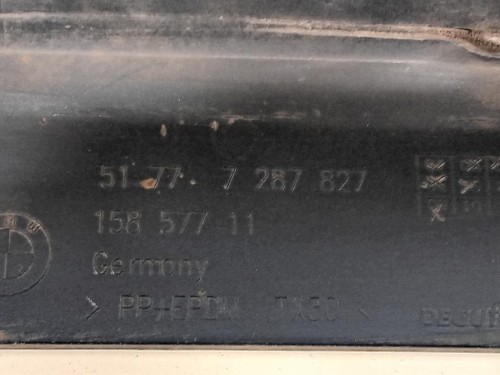 51 77 7 287 827
158 577 11
Germany
> PP+EPDM TX30 <